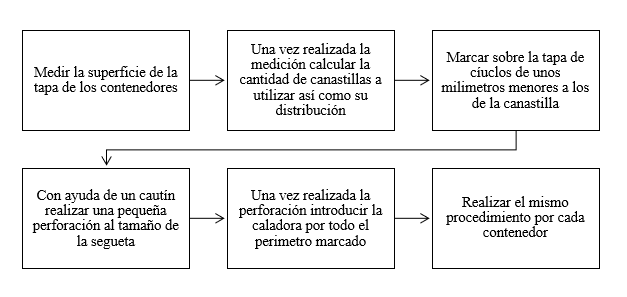 Medir la superficie de la
tapa de los contenedores
Una vez realizada la
medición calcular la
cantidad de canastillas a
utilizar así como su
distribución
Marcar sobre la tapa de
cíuclos de unos
milimetros menores a los
de la canastilla
Con ayuda de un cautín
realizar una pequeña
perforación al tamaño de
la segueta
Una vez realizada la
perforación introducir la
caladora por todo el
perimetro marcado
Realizar el mismo
procedimiento por cada
contenedor